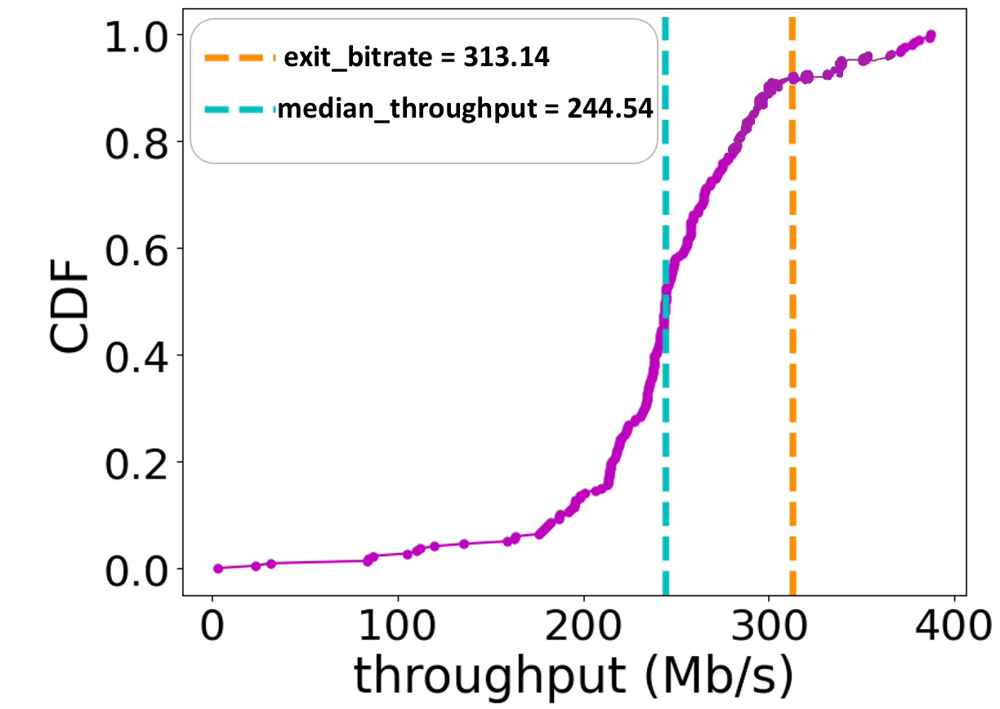 exit_bitrate = 313.14
median_throughput = 244.54
1.0
0.8
0.6
0.4
0.2
0.0
CDF
0 100 200 300 400
throughput (Mb/s)